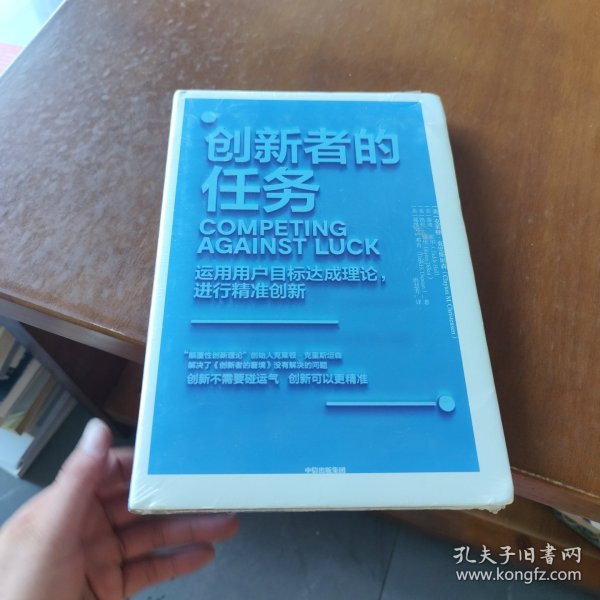 创新者的
任务
COMPETING
AGAINST LUCK
运用用户目标达成理论，
进行精准创新
"颠覆性创新理论"创始人克莱顿·克里斯坦森
解决了《创新者的窘境》没有解决的问题
创新不需要碰运气 创新可以更精准
中信出版集团
孔夫子旧书网
www.kongfz.com